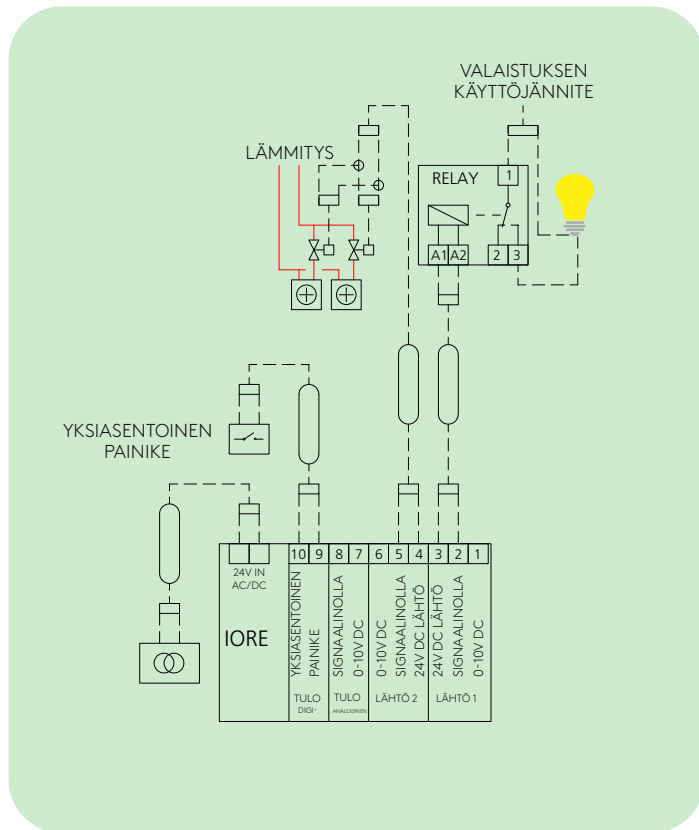 VALAISTUKSEN
KÄYTTÖJÄNNITE
LÄMMITYS
RELAY
1
A1 A2 2 3
YKSIASENTOINEN
PAINIKE
24V IN
AC/DC
10 9 8 7 6 5 4 3 2 1
IORE
YKSIASENTOINEN
PAINIKE
SIGNAALINOLLA
0-10V DC
0-10V DC
SIGNAALINOLLA
24V DC LÄHTÖ
24V DC LÄHTÖ
SIGNAALINOLLA
0-10V DC
TULO
DIGI-
TULO
ANALOGINEN
LÄHTÖ 2
LÄHTÖ 1